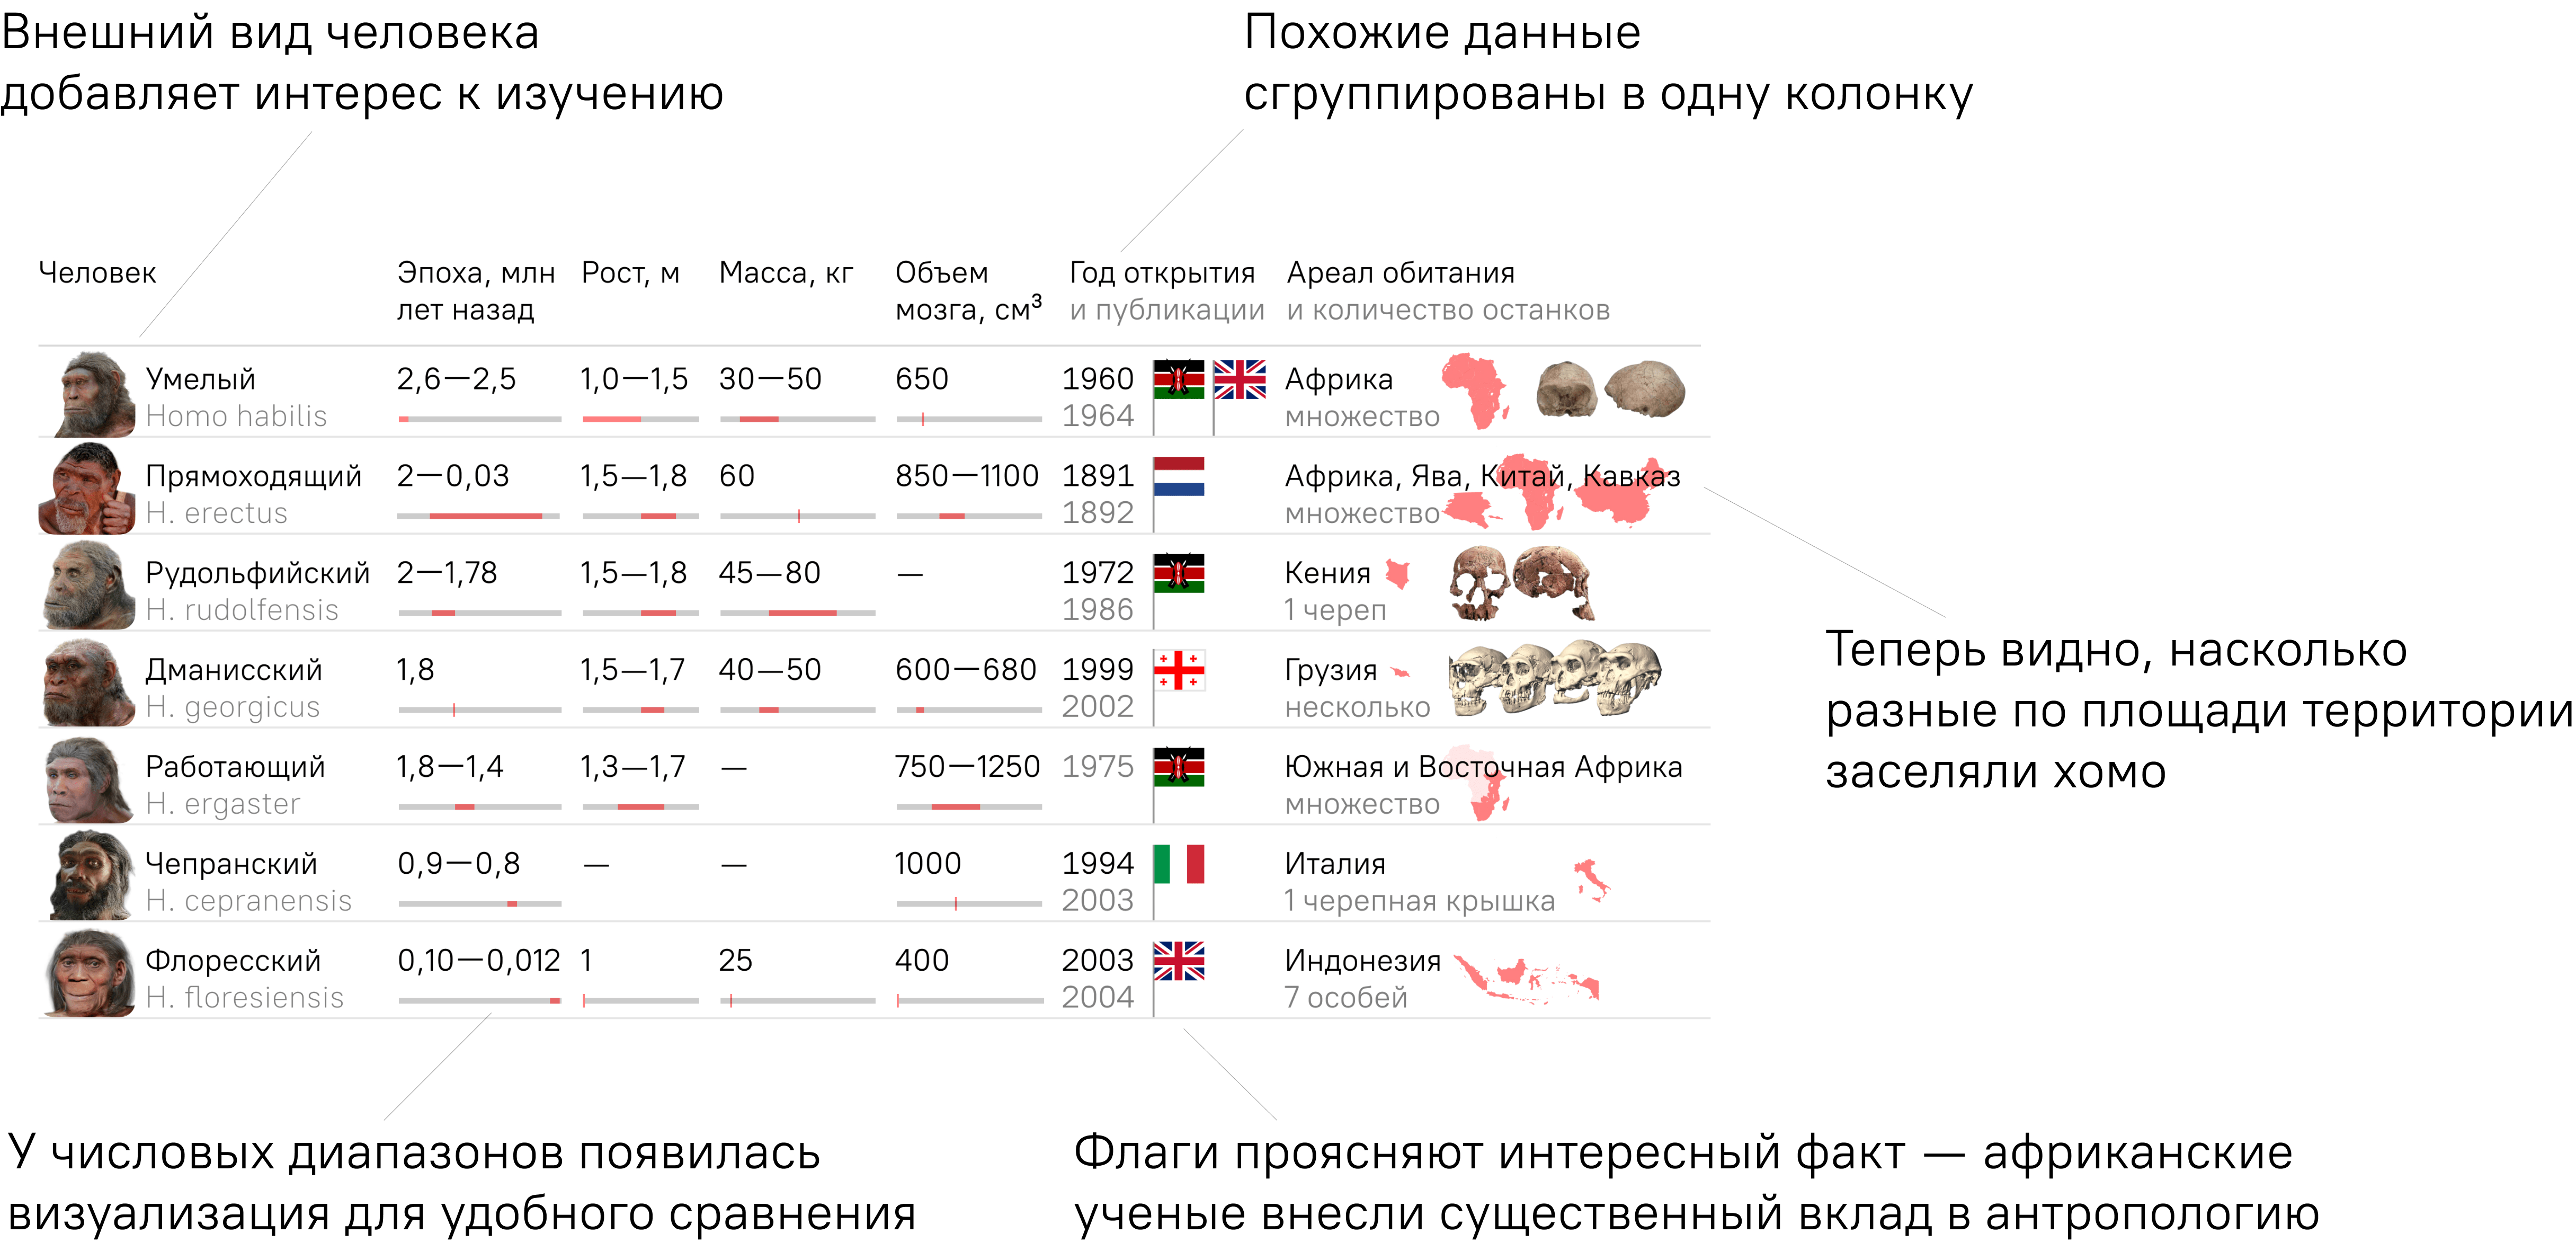 Внешний вид человека
добавляет интерес к изучению
Похожие данные
сгруппированы в одну колонку
Человек
Эпоха, млн
лет назад
Рост, м
Масса, кг
Объем
мозга, см³
Год открытия
и публикации
Ареал обитания
и количество останков
Умелый
Homo habilis
2,6—2,5
1,0—1,5
30—50
650
1960
1964
Африка
множество
Прямоходящий
H. erectus
2—0,03
1,5—1,8
60
850—1100
1891
1892
Африка, Ява, Китай, Кавказ
множество
Рудольфийский
H. rudolfensis
2—1,78
1,5—1,8
45—80
—
1972
1986
Кения
1 череп
Дманисский
H. georgicus
1,8
1,5—1,7
40—50
600—680
1999
2002
Грузия
несколько
Работающий
H. ergaster
1,8—1,4
1,3—1,7
—
750—1250
1975
Южная и Восточная Африка
множество
Чепранский
H. cepranensis
0,9—0,8
—
—
1000
1994
2003
Италия
1 черепная крышка
Флоресский
H. floresiensis
0,10—0,012
1
25
400
2003
2004
Индонезия
7 особей
Теперь видно, насколько
разные по площади территории
заселяли хомо
У числовых диапазонов появилась
визуализация для удобного сравнения
Флаги проясняют интересный факт — африканские
ученые внесли существенный вклад в антропологию